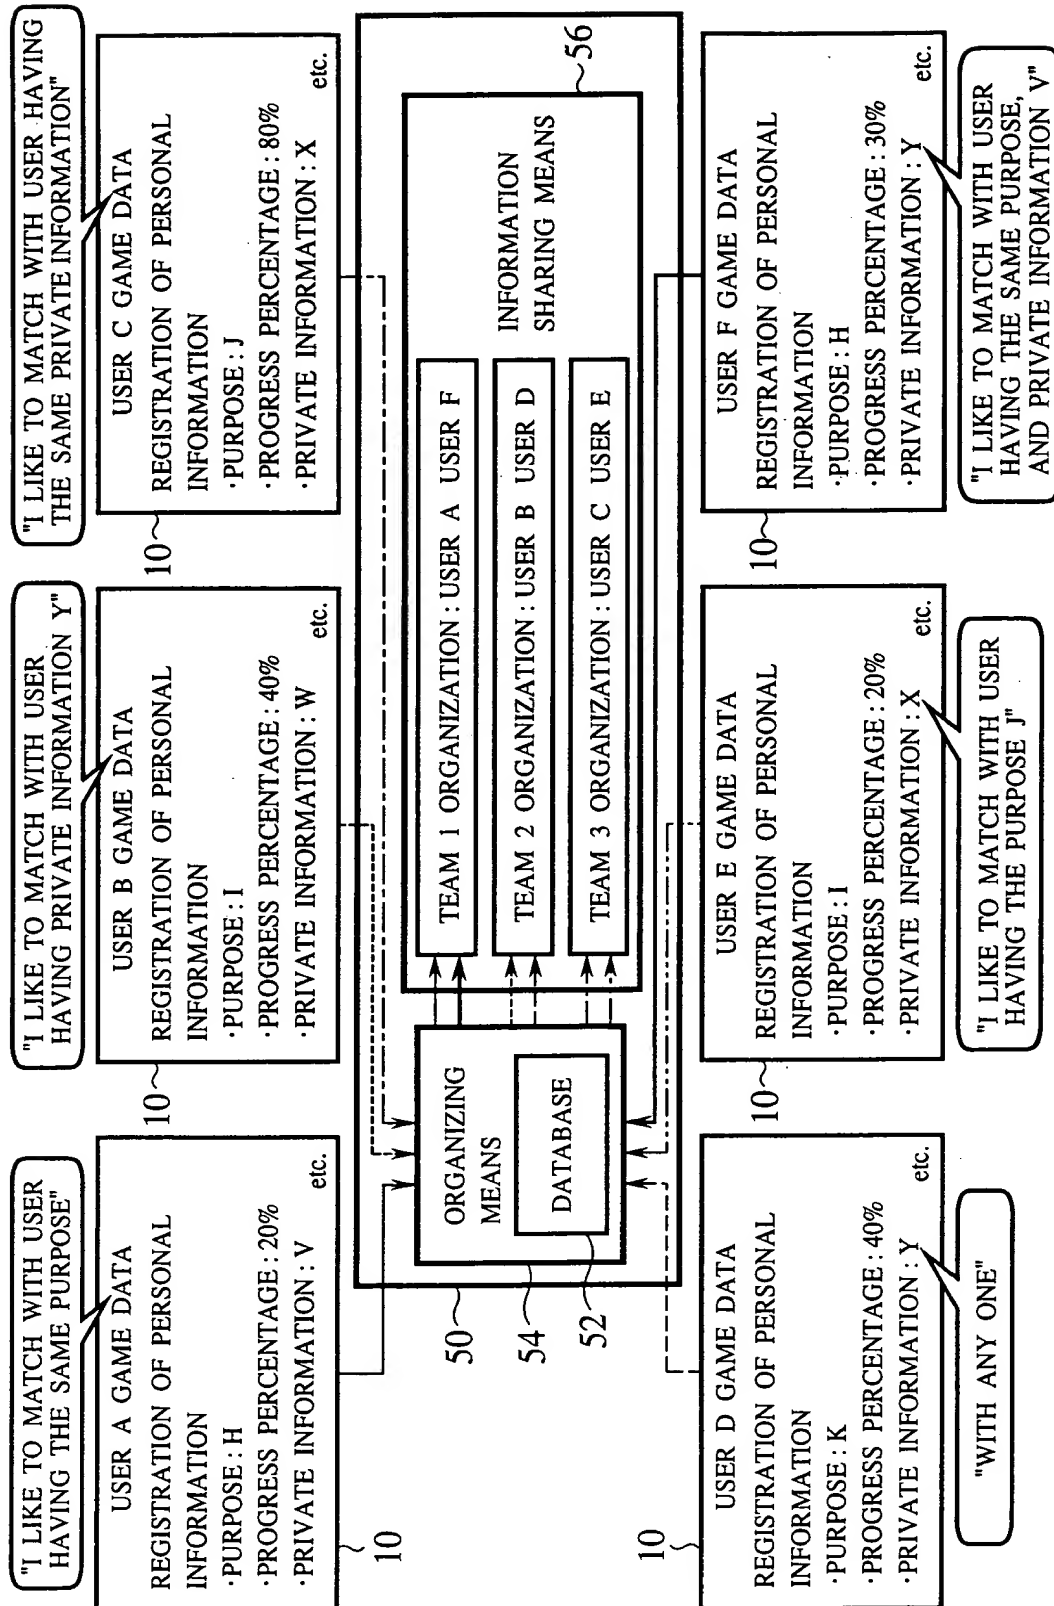 "I LIKE TO MATCH WITH USER
HAVING THE SAME PURPOSE"
USER A GAME DATA
REGISTRATION OF PERSONAL
INFORMATION
·PURPOSE : H
·PROGRESS PERCENTAGE : 20%
·PRIVATE INFORMATION : V
etc.
10
"I LIKE TO MATCH WITH USER
HAVING PRIVATE INFORMATION Y"
USER B GAME DATA
REGISTRATION OF PERSONAL
INFORMATION
·PURPOSE : I
·PROGRESS PERCENTAGE : 40%
·PRIVATE INFORMATION : W
etc.
10
"I LIKE TO MATCH WITH USER HAVING
THE SAME PRIVATE INFORMATION"
USER C GAME DATA
REGISTRATION OF PERSONAL
INFORMATION
·PURPOSE : J
·PROGRESS PERCENTAGE : 80%
·PRIVATE INFORMATION : X
etc.
10
50
54
52
ORGANIZING
MEANS
DATABASE
TEAM 1 ORGANIZATION : USER A USER F
TEAM 2 ORGANIZATION : USER B USER D
TEAM 3 ORGANIZATION : USER C USER E
INFORMATION
SHARING MEANS
56
10
USER D GAME DATA
REGISTRATION OF PERSONAL
INFORMATION
·PURPOSE : K
·PROGRESS PERCENTAGE : 40%
·PRIVATE INFORMATION : Y
etc.
"WITH ANY ONE"
10
USER E GAME DATA
REGISTRATION OF PERSONAL
INFORMATION
·PURPOSE : I
·PROGRESS PERCENTAGE : 20%
·PRIVATE INFORMATION : X
etc.
"I LIKE TO MATCH WITH USER
HAVING THE PURPOSE J"
10
USER F GAME DATA
REGISTRATION OF PERSONAL
INFORMATION
·PURPOSE : H
·PROGRESS PERCENTAGE : 30%
·PRIVATE INFORMATION : Y
etc.
"I LIKE TO MATCH WITH USER
HAVING THE SAME PURPOSE,
AND PRIVATE INFORMATION V"